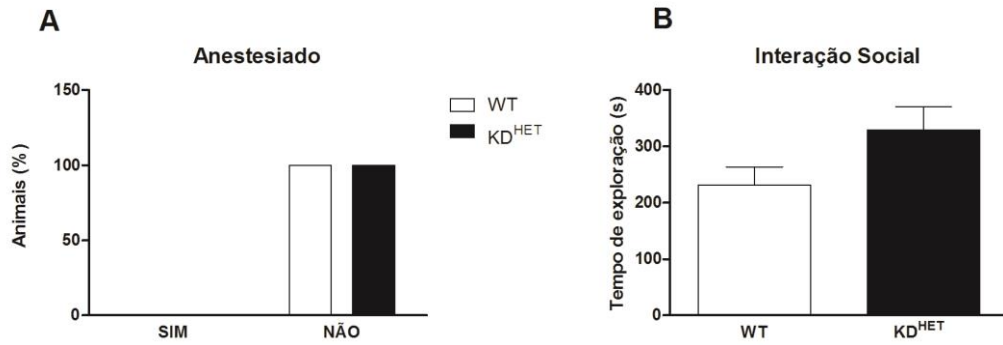 A
Anestesiado
Animais (%)
150
100
50
0
SIM
NÃO
WT
KD^HET
B
Interação Social
Tempo de exploração (s)
400
300
200
100
0
WT
KD^HET